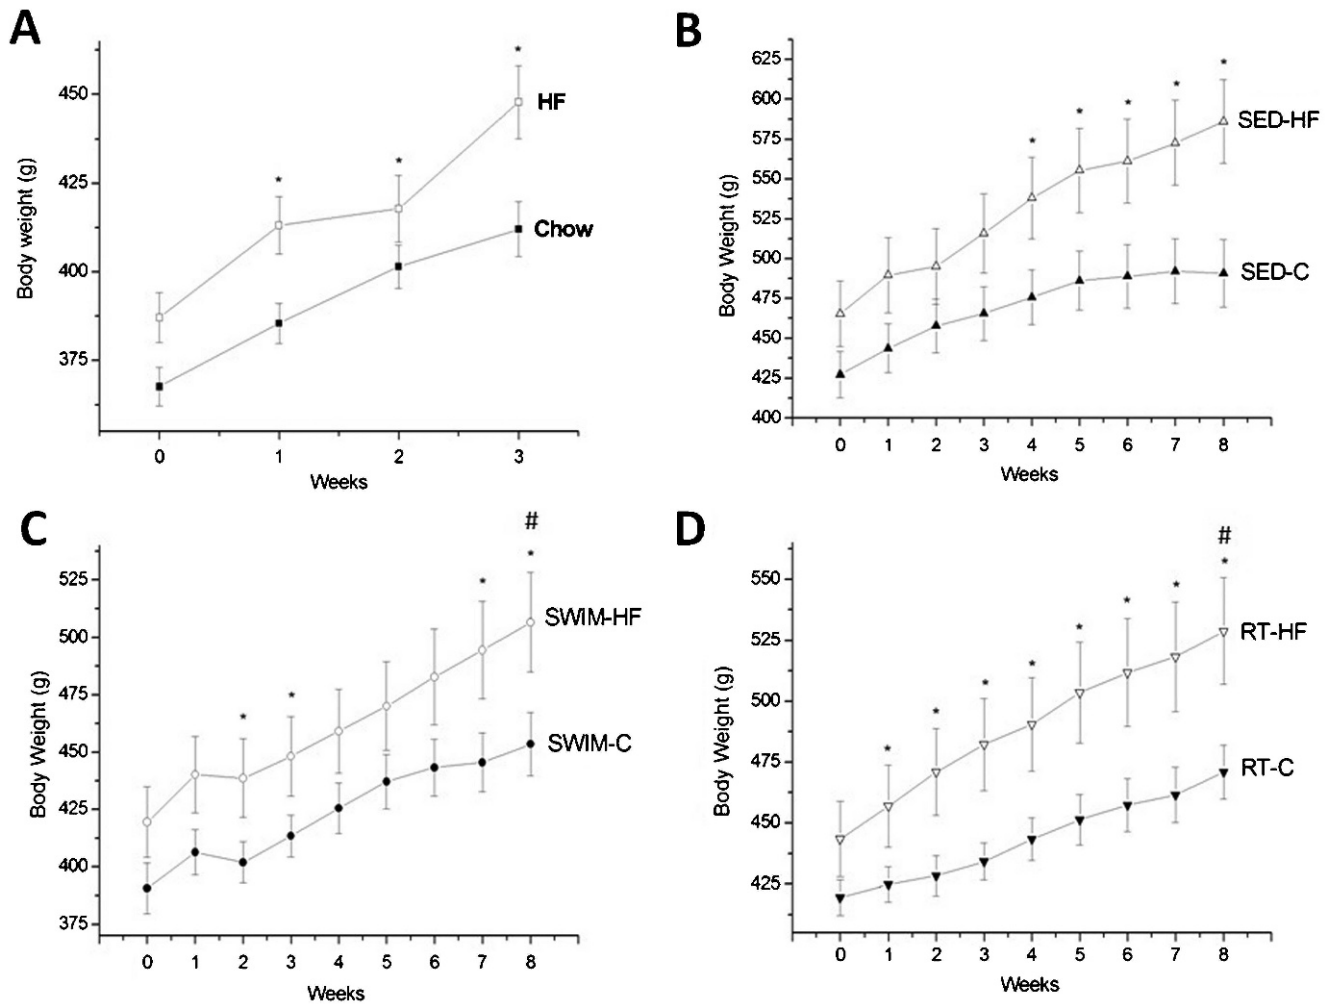 A
Body weight (g)
450
425
400
375
*
*
*
HF
Chow
0 1 2 3
Weeks
B
Body Weight (g)
625
600
575
550
525
500
475
450
425
400
*
*
*
*
*
SED-HF
SED-C
0 1 2 3 4 5 6 7 8
Weeks
C
Body Weight (g)
525
500
475
450
425
400
375
#
*
*
*
*
SWIM-HF
SWIM-C
0 1 2 3 4 5 6 7 8
Weeks
D
Body Weight (g)
550
525
500
475
450
425
#
*
*
*
*
*
*
*
*
RT-HF
RT-C
0 1 2 3 4 5 6 7 8
Weeks